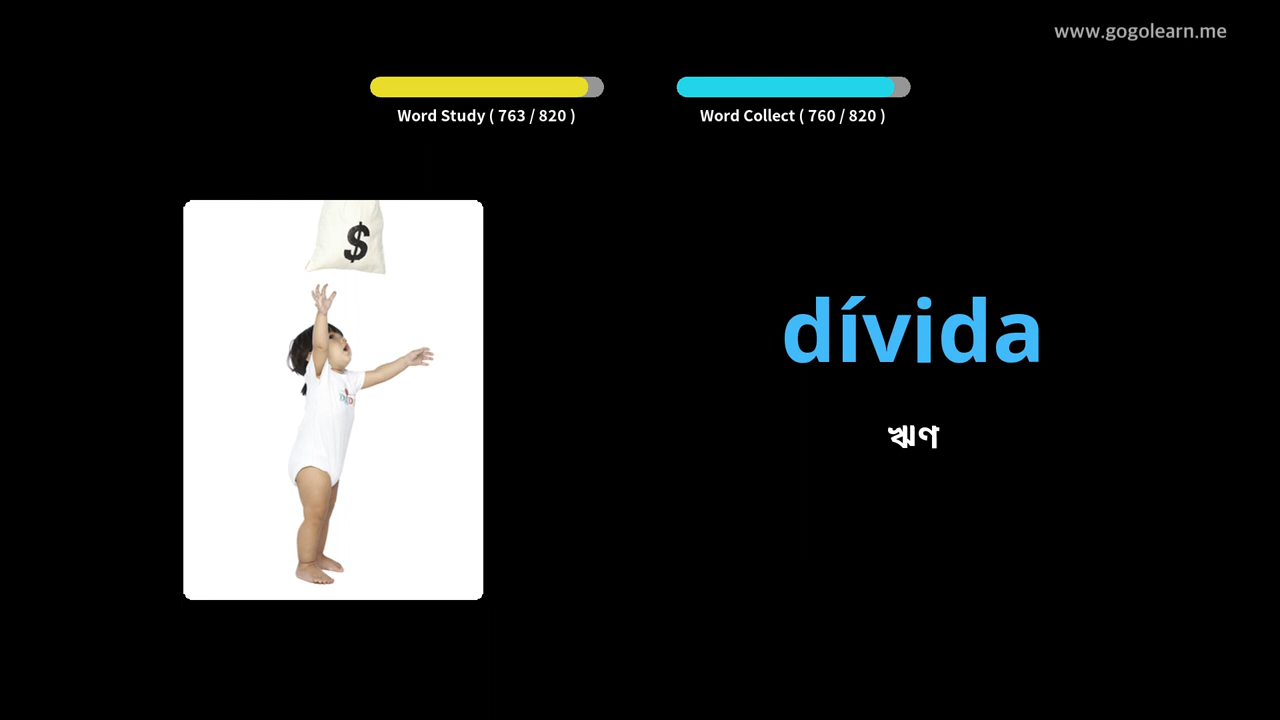 www.gogolearn.me
Word Study ( 763 / 820 )
Word Collect ( 760 / 820 )
$
dívida
ঋণ